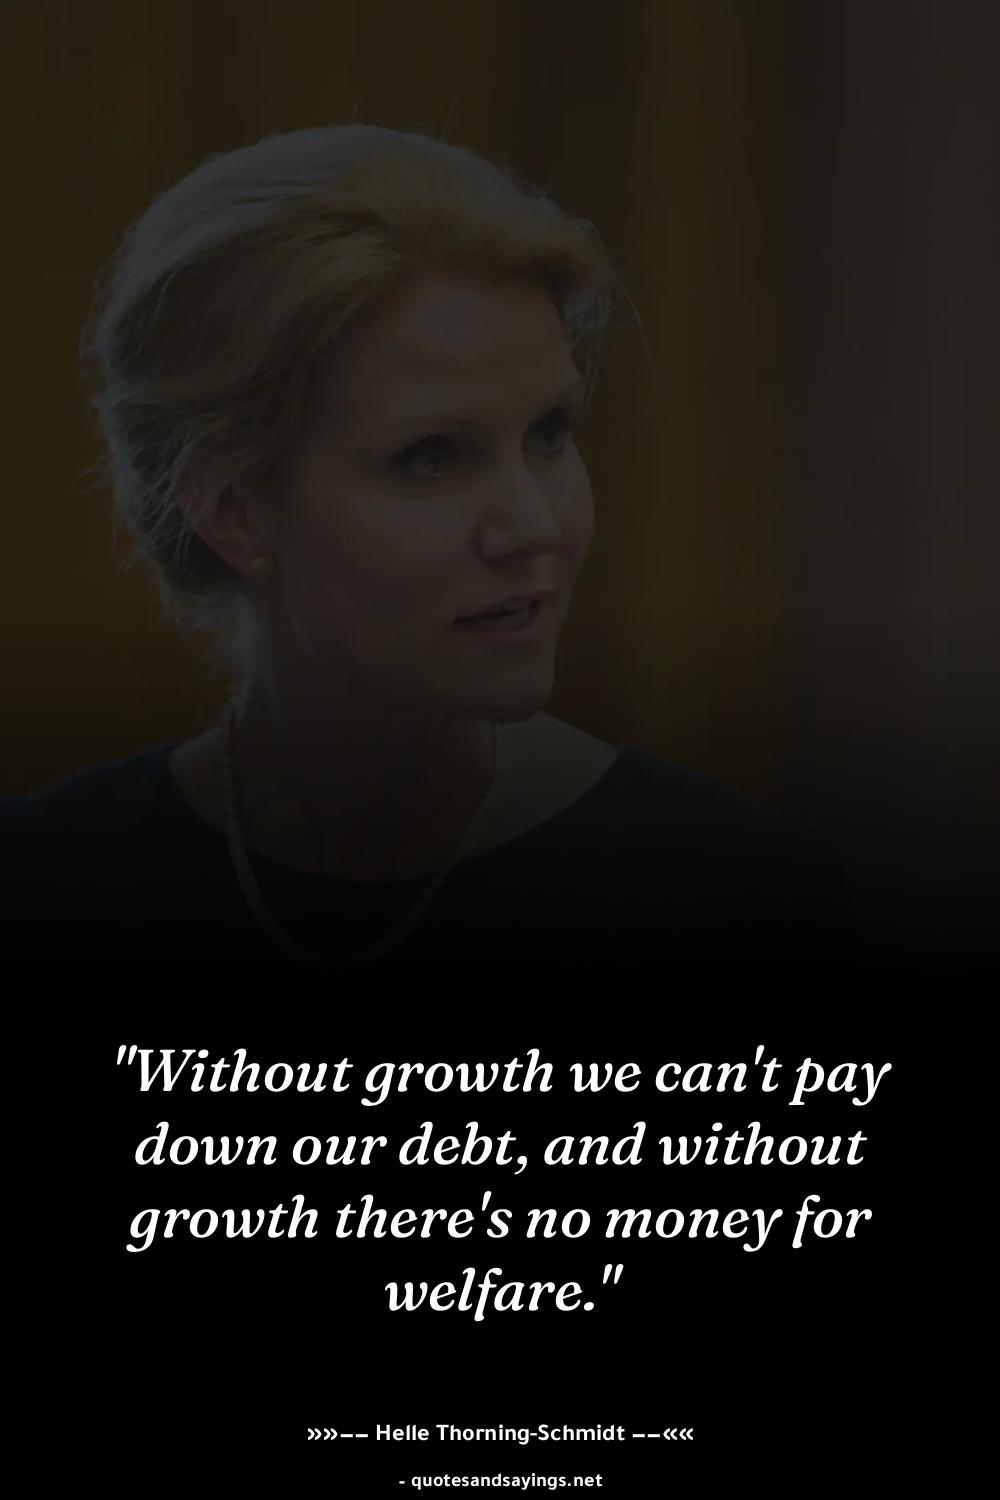 "Without growth we can't pay
down our debt, and without
growth there's no money for
welfare."
»»–– Helle Thorning-Schmidt ––««
- quotesandsayings.net